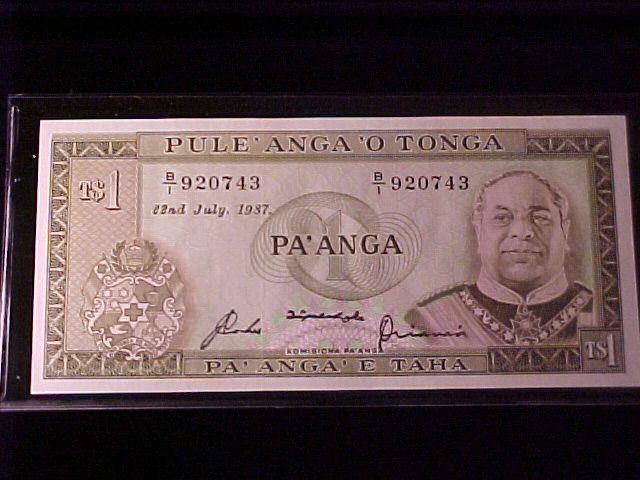 PULE'ANGA 'O TONGA
T$1
B/1 920743
B/1 920743
22nd July, 1987.
1
PA'ANGA
KOMISIONA PA'ANGA
PA'ANGA' E TAHA
T$1